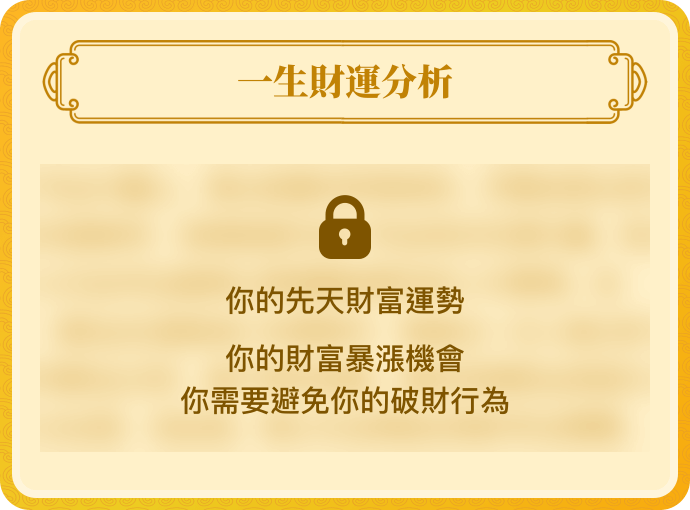 一生財運分析
你的先天財富運勢
你的財富暴漲機會
你需要避免你的破財行為